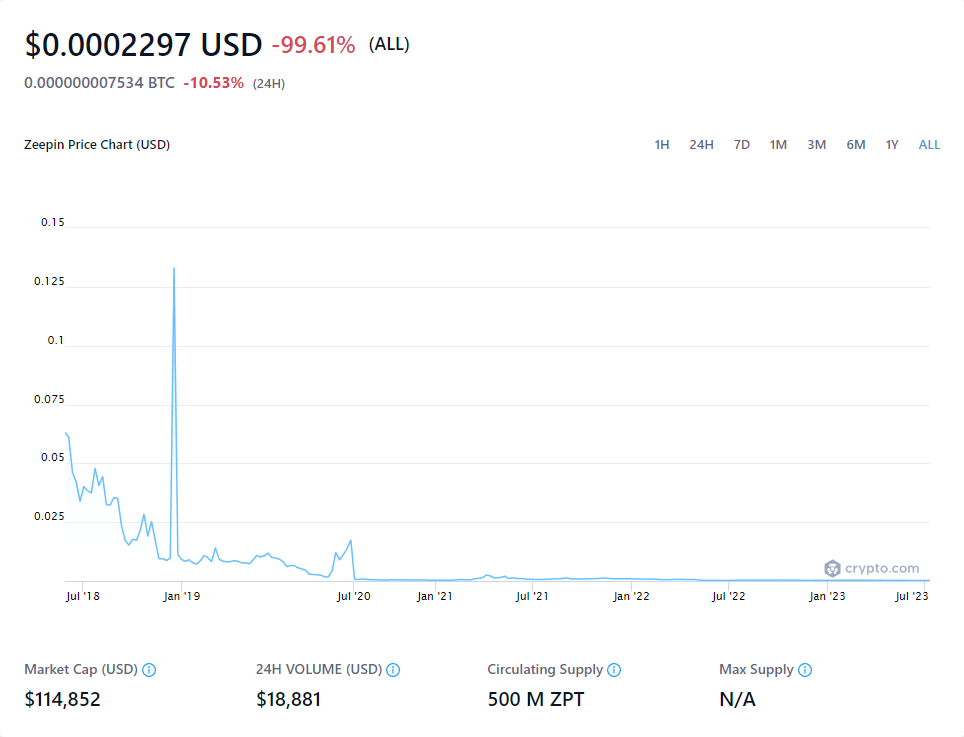 $0.0002297 USD -99.61% (ALL)
0.000000007534 BTC -10.53% (24H)
Zeepin Price Chart (USD) 1H 24H 7D 1M 3M 6M 1Y ALL
0.15
0.125
0.1
0.075
0.05
0.025
crypto.com
Jul '18 Jan '19 Jul '20 Jan '21 Jul '21 Jan '22 Jul '22 Jan '23 Jul '23
Market Cap (USD) 24H VOLUME (USD) Circulating Supply Max Supply
$114,852 $18,881 500 M ZPT N/A